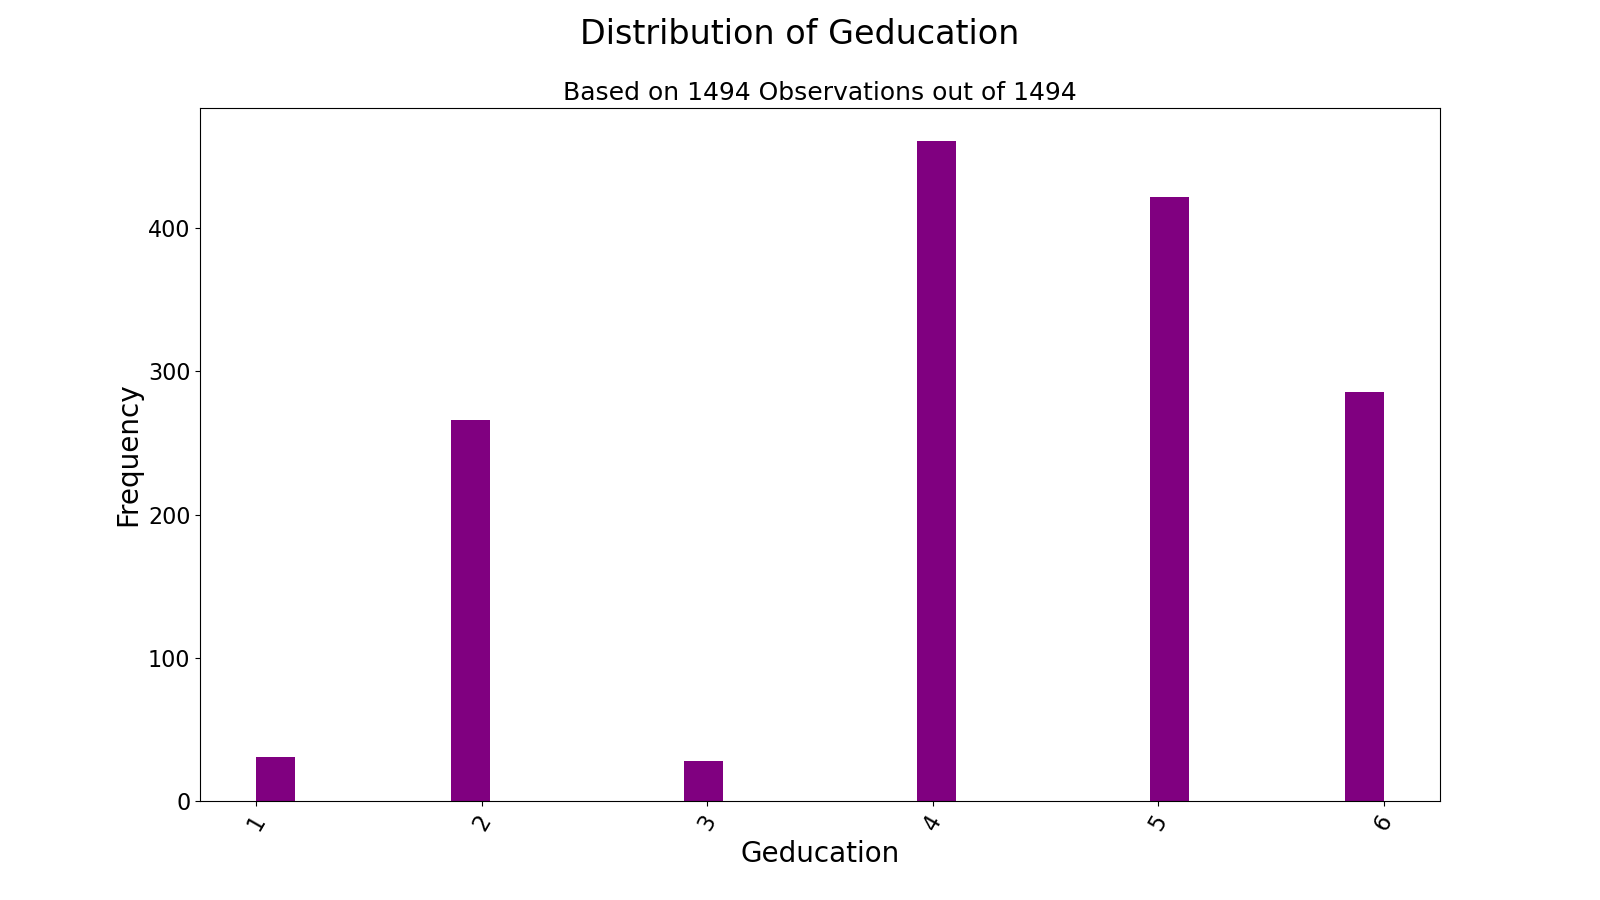 Distribution of Geducation
Based on 1494 Observations out of 1494
400
300
200
100
0
Frequency
1 2 3 4 5 6
Geducation